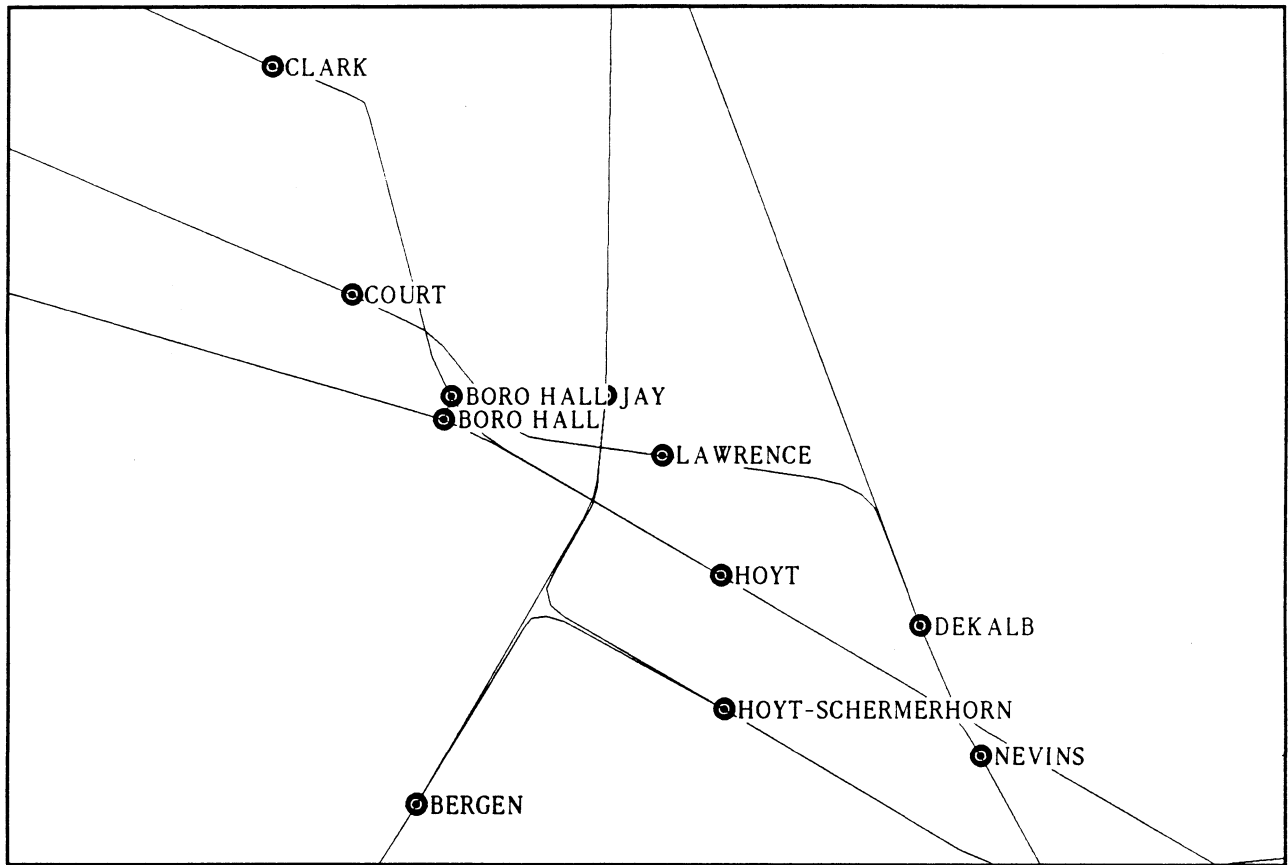 CLARK
COURT
BORO HALL
JAY
BORO HALL
LAWRENCE
HOYT
DEKALB
HOYT-SCHERMERHORN
NEVINS
BERGEN